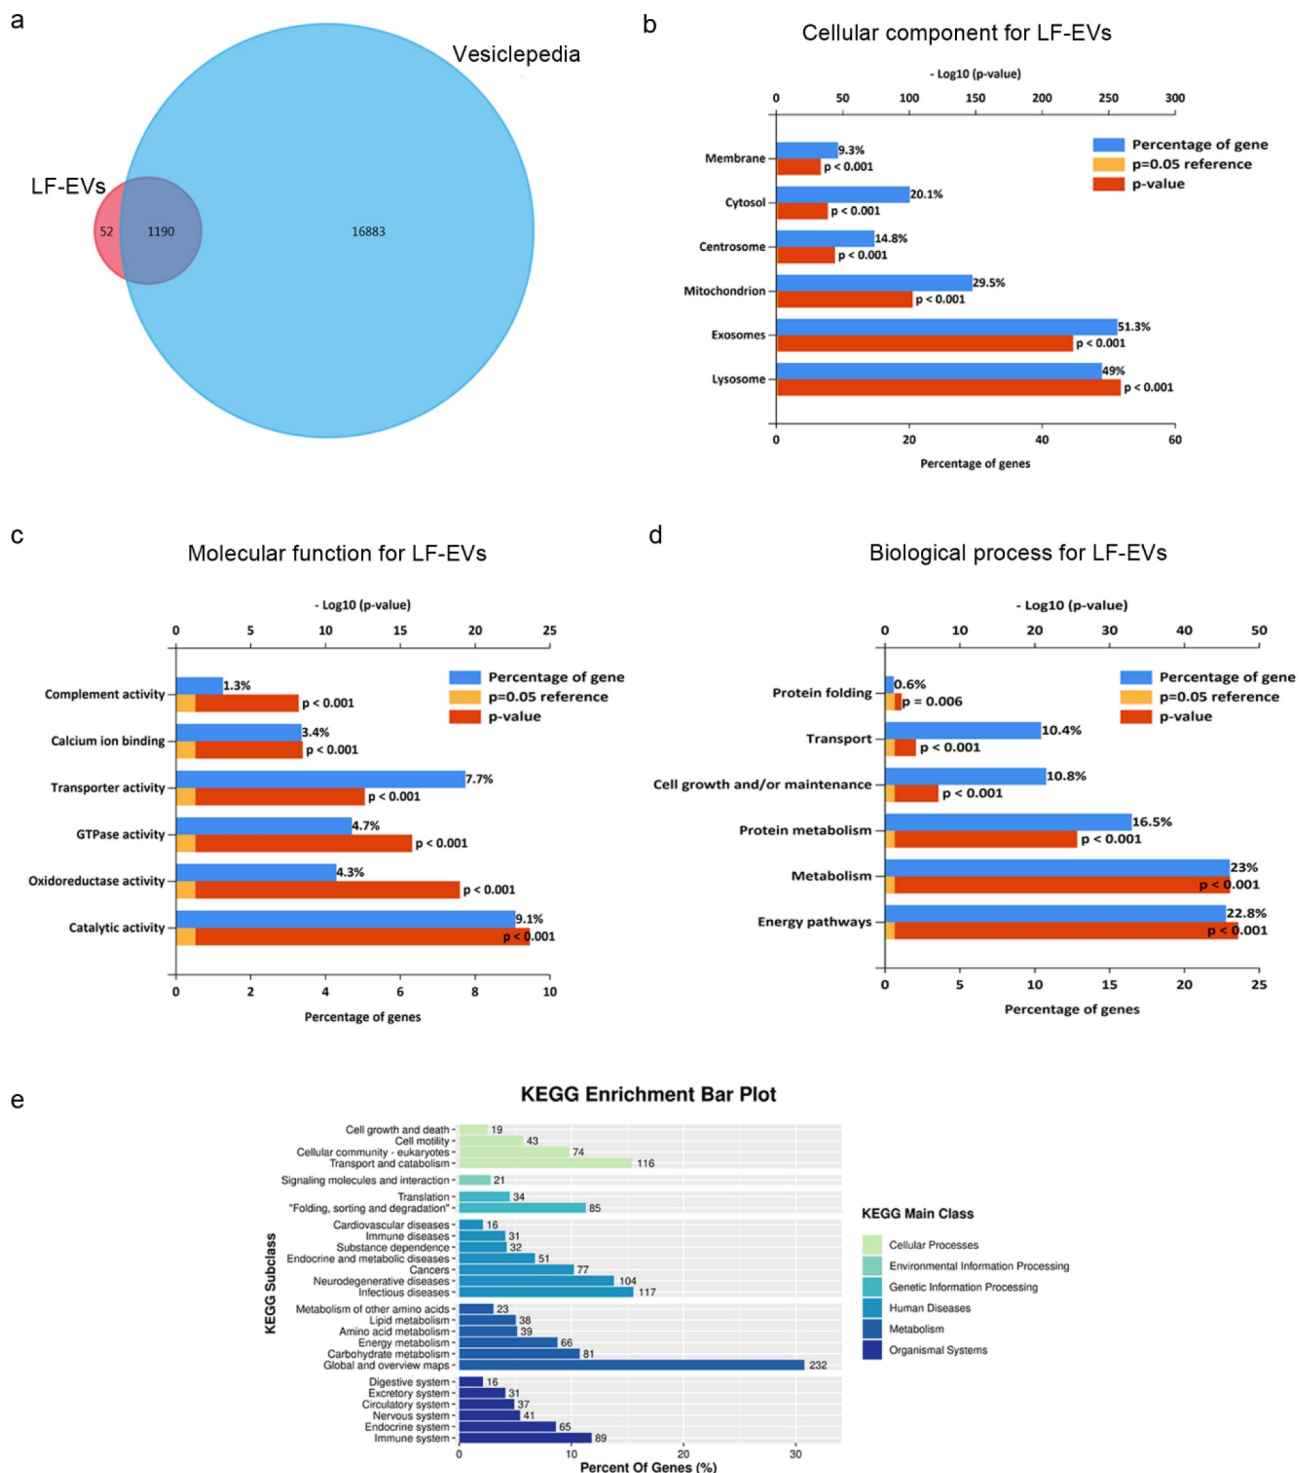 a
Vesiclepedia
LF-EVs
52
1190
16883
b
Cellular component for LF-EVs
- Log10 (p-value)
0 50 100 150 200 250 300
Percentage of gene
p=0.05 reference
p-value
Membrane
9.3%
p < 0.001
Cytosol
20.1%
p < 0.001
Centrosome
14.8%
p < 0.001
Mitochondrion
29.5%
p < 0.001
Exosomes
51.3%
p < 0.001
Lysosome
49%
p < 0.001
0 20 40 60
Percentage of genes
c
Molecular function for LF-EVs
- Log10 (p-value)
0 5 10 15 20 25
Percentage of gene
p=0.05 reference
p-value
Complement activity
1.3%
p < 0.001
Calcium ion binding
3.4%
p < 0.001
Transporter activity
7.7%
p < 0.001
GTPase activity
4.7%
p < 0.001
Oxidoreductase activity
4.3%
p < 0.001
Catalytic activity
9.1%
p < 0.001
0 2 4 6 8 10
Percentage of genes
d
Biological process for LF-EVs
- Log10 (p-value)
0 10 20 30 40 50
Percentage of gene
p=0.05 reference
p-value
Protein folding
0.6%
p = 0.006
Transport
10.4%
p < 0.001
Cell growth and/or maintenance
10.8%
p < 0.001
Protein metabolism
16.5%
p < 0.001
Metabolism
23%
p < 0.001
Energy pathways
22.8%
p < 0.001
0 5 10 15 20 25
Percentage of genes
e
KEGG Enrichment Bar Plot
KEGG Subclass
Cell growth and death 19
Cell motility 43
Cellular community - eukaryotes 74
Transport and catabolism 116
Signaling molecules and interaction 21
Translation 34
"Folding, sorting and degradation" 85
Cardiovascular diseases 16
Immune diseases 31
Substance dependence 32
Endocrine and metabolic diseases 51
Cancers 77
Neurodegenerative diseases 104
Infectious diseases 117
Metabolism of other amino acids 23
Lipid metabolism 38
Amino acid metabolism 39
Energy metabolism 66
Carbohydrate metabolism 81
Global and overview maps 232
Digestive system 16
Excretory system 31
Circulatory system 37
Nervous system 41
Endocrine system 65
Immune system 89
0 10 20 30
Percent Of Genes (%)
KEGG Main Class
Cellular Processes
Environmental Information Processing
Genetic Information Processing
Human Diseases
Metabolism
Organismal Systems